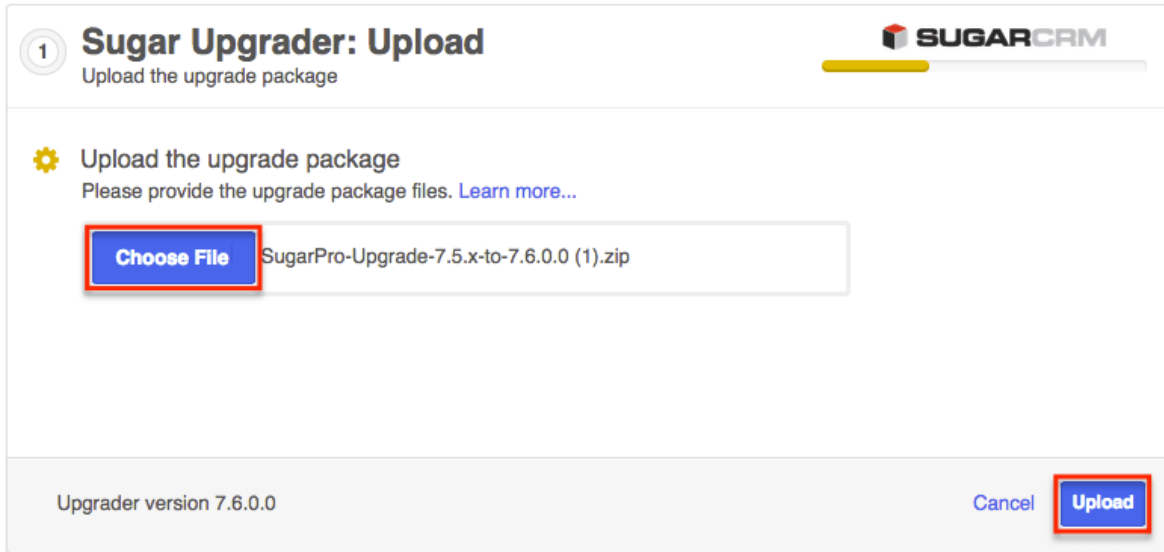 1
Sugar Upgrader: Upload
Upload the upgrade package
SUGARCRM
Upload the upgrade package
Please provide the upgrade package files. Learn more...
Choose File
SugarPro-Upgrade-7.5.x-to-7.6.0.0 (1).zip
Upgrader version 7.6.0.0
Cancel
Upload